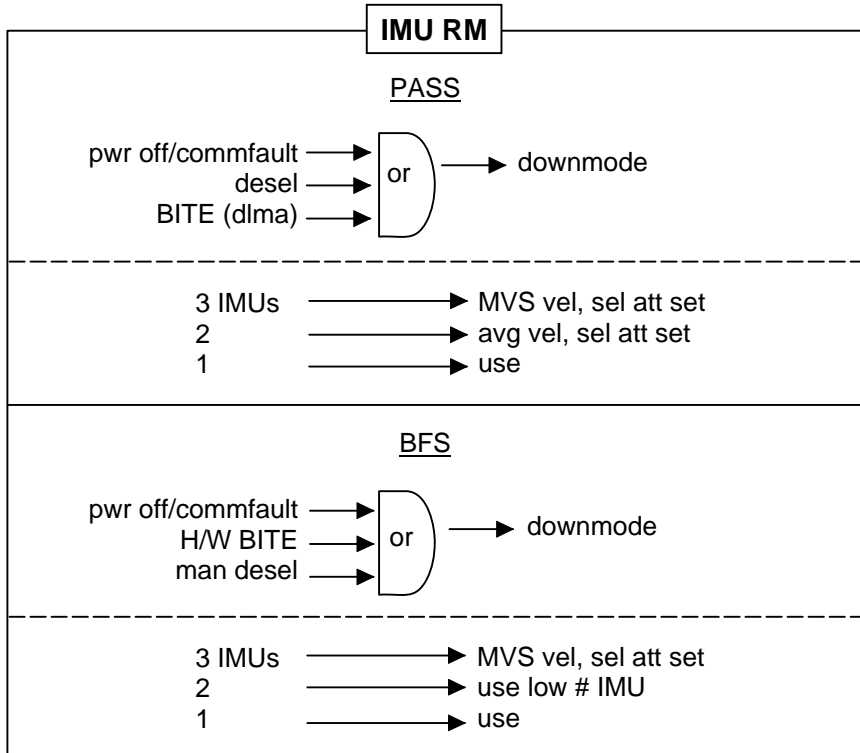 IMU RM
PASS
pwr off/commfault
desel
BITE (dlma)
or
downmode
3 IMUs MVS vel, sel att set
2 avg vel, sel att set
1 use
BFS
pwr off/commfault
H/W BITE
man desel
or
downmode
3 IMUs MVS vel, sel att set
2 use low # IMU
1 use